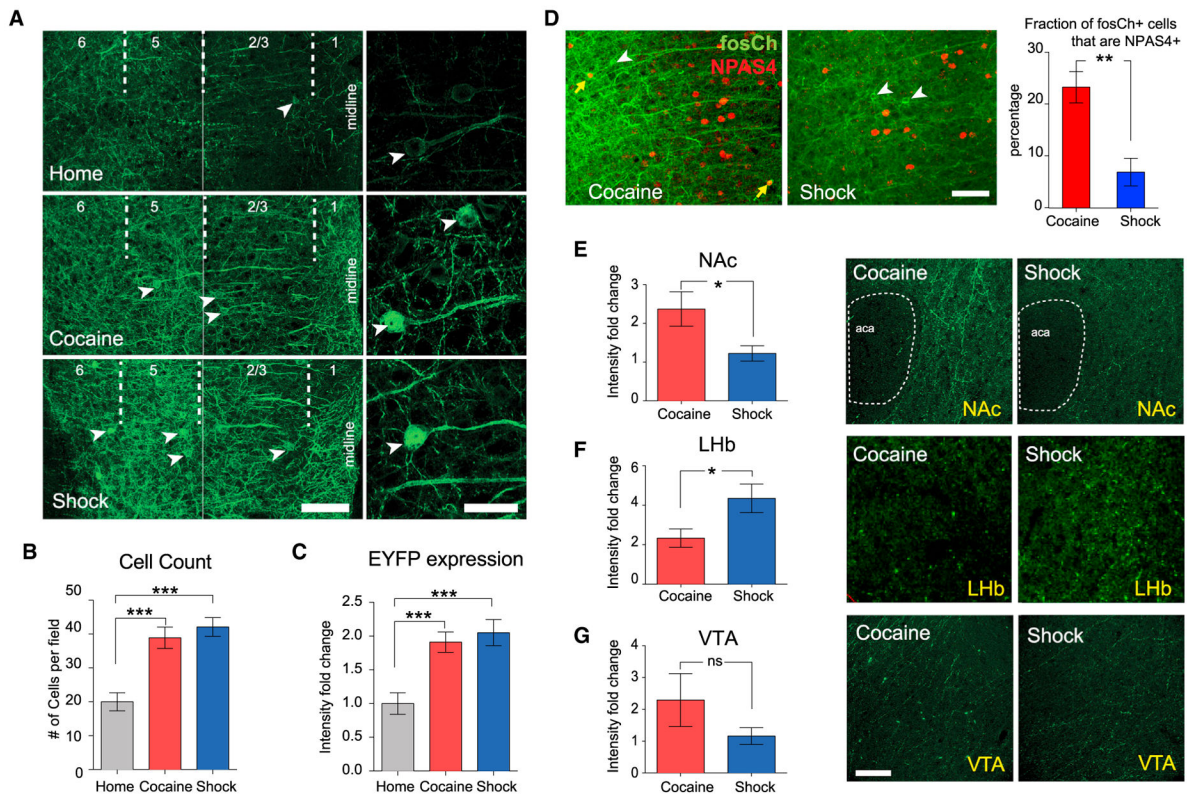 A
6 5 2/3 1
midline
Home
6 5 2/3 1
midline
Cocaine
6 5 2/3 1
midline
Shock
B
Cell Count
# of Cells per field
50
40
20
20
10
0
***
***
Home Cocaine Shock
C
EYFP expression
Intensity fold change
2.5
2.0
1.5
1.0
0.5
0.0
***
***
Home Cocaine Shock
D
fosCh
NPAS4
Cocaine
Shock
Fraction of fosCh+ cells
that are NPAS4+
percentage
30
20
10
0
**
Cocaine Shock
E
NAc
Intensity fold change
3
2
1
0
*
Cocaine Shock
Cocaine
aca
NAc
Shock
aca
NAc
F
LHb
Intensity fold change
6
4
2
0
*
Cocaine Shock
Cocaine
LHb
Shock
LHb
G
VTA
Intensity fold change
4
3
2
1
0
ns
Cocaine Shock
Cocaine
VTA
Shock
VTA